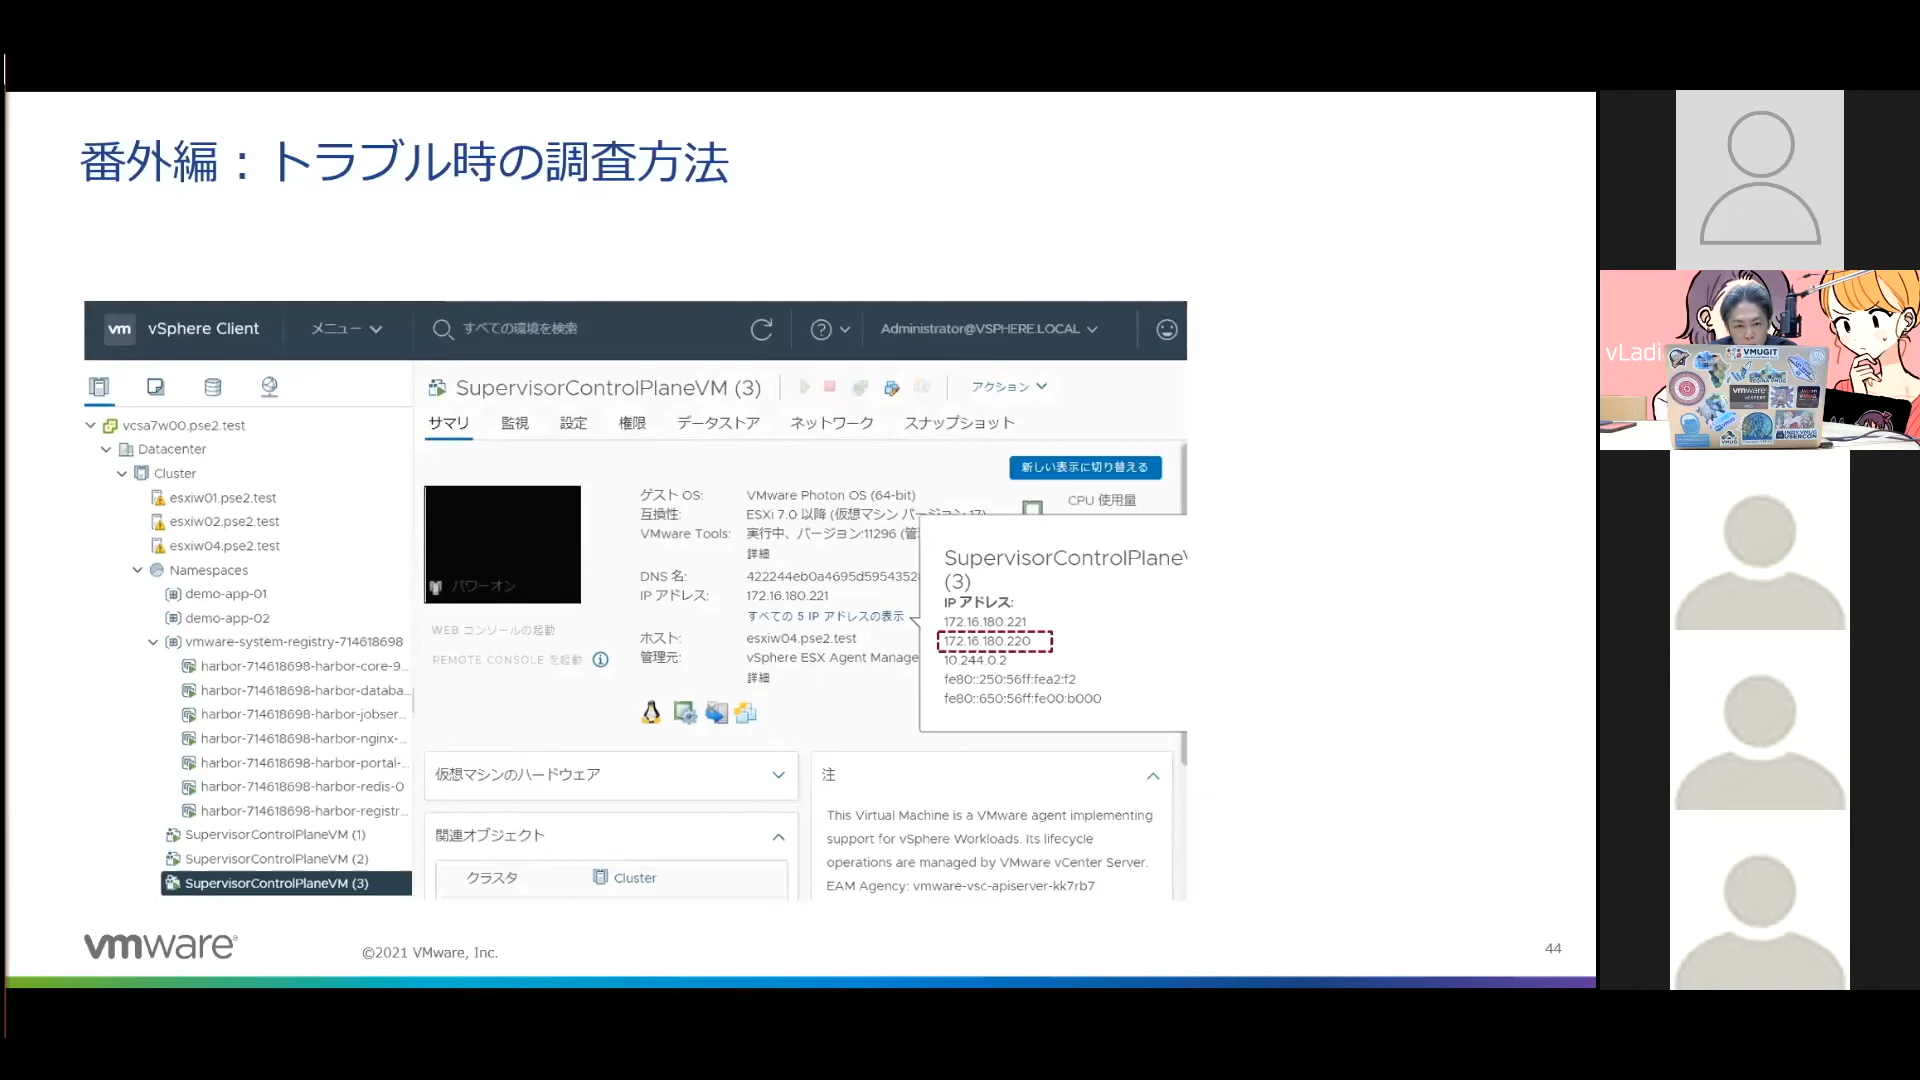 番外編：トラブル時の調査方法
vm vSphere Client メニュー すべての環境を検索 Administrator@VSPHERE.LOCAL
SupervisorControlPlaneVM (3) アクション
サマリ 監視 設定 権限 データストア ネットワーク スナップショット
vcsa7w00.pse2.test
Datacenter
Cluster
esxiw01.pse2.test
esxiw02.pse2.test
esxiw04.pse2.test
Namespaces
demo-app-01
demo-app-02
vmware-system-registry-714618698
harbor-714618698-harbor-core-9...
harbor-714618698-harbor-databa...
harbor-714618698-harbor-jobser...
harbor-714618698-harbor-nginx-...
harbor-714618698-harbor-portal-...
harbor-714618698-harbor-redis-0
harbor-714618698-harbor-registr...
SupervisorControlPlaneVM (1)
SupervisorControlPlaneVM (2)
SupervisorControlPlaneVM (3)
新しい表示に切り替える
CPU 使用量
パワーオン
WEB コンソールの起動
REMOTE CONSOLE を起動
ゲスト OS: VMware Photon OS (64-bit)
互換性: ESXi 7.0 以降 (仮想マシン バージョン 17)
VMware Tools: 実行中、バージョン:11296 (管
詳細
DNS 名: 422244eb0a4695d5954352
IP アドレス: 172.16.180.221
すべての 5 IP アドレスの表示
ホスト: esxiw04.pse2.test
管理元: vSphere ESX Agent Manage
詳細
SupervisorControlPlane
(3)
IP アドレス:
172.16.180.221
172.16.180.220
10.244.0.2
fe80::250:56ff:fea2:f2
fe80::650:56ff:fe00:b000
仮想マシンのハードウェア
関連オブジェクト
クラスタ Cluster
注
This Virtual Machine is a VMware agent implementing
support for vSphere Workloads. Its lifecycle
operations are managed by VMware vCenter Server.
EAM Agency: vmware-vsc-apiserver-kk7rb7
vmware
©2021 VMware, Inc.
44
vLadi
VMUGIT
vmware